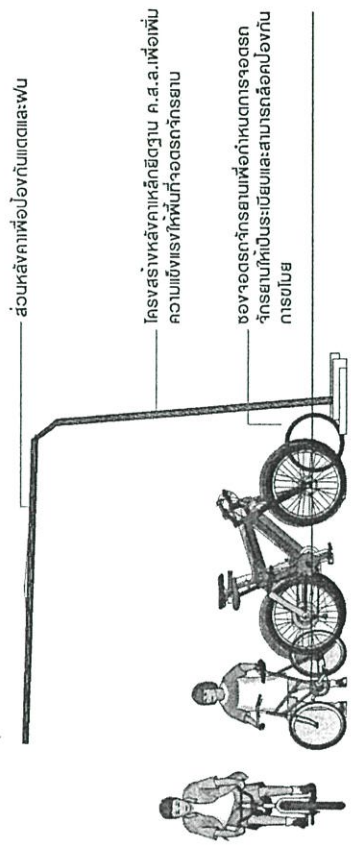 ส่วนหลังคาเพื่อป้องกันแดดและฝน
โครงสร้างหลังคาเหล็กยึดฐาน ค.ส.ล.เพื่อเพิ่ม
ความแข็งแรงให้พื้นที่จอดรถจักรยาน
ช่องจอดรถจักรยานเพื่อกำหนดการจอดรถ
จักรยานให้เป็นระเบียบและสามารถล็อคป้องกัน
การขโมย